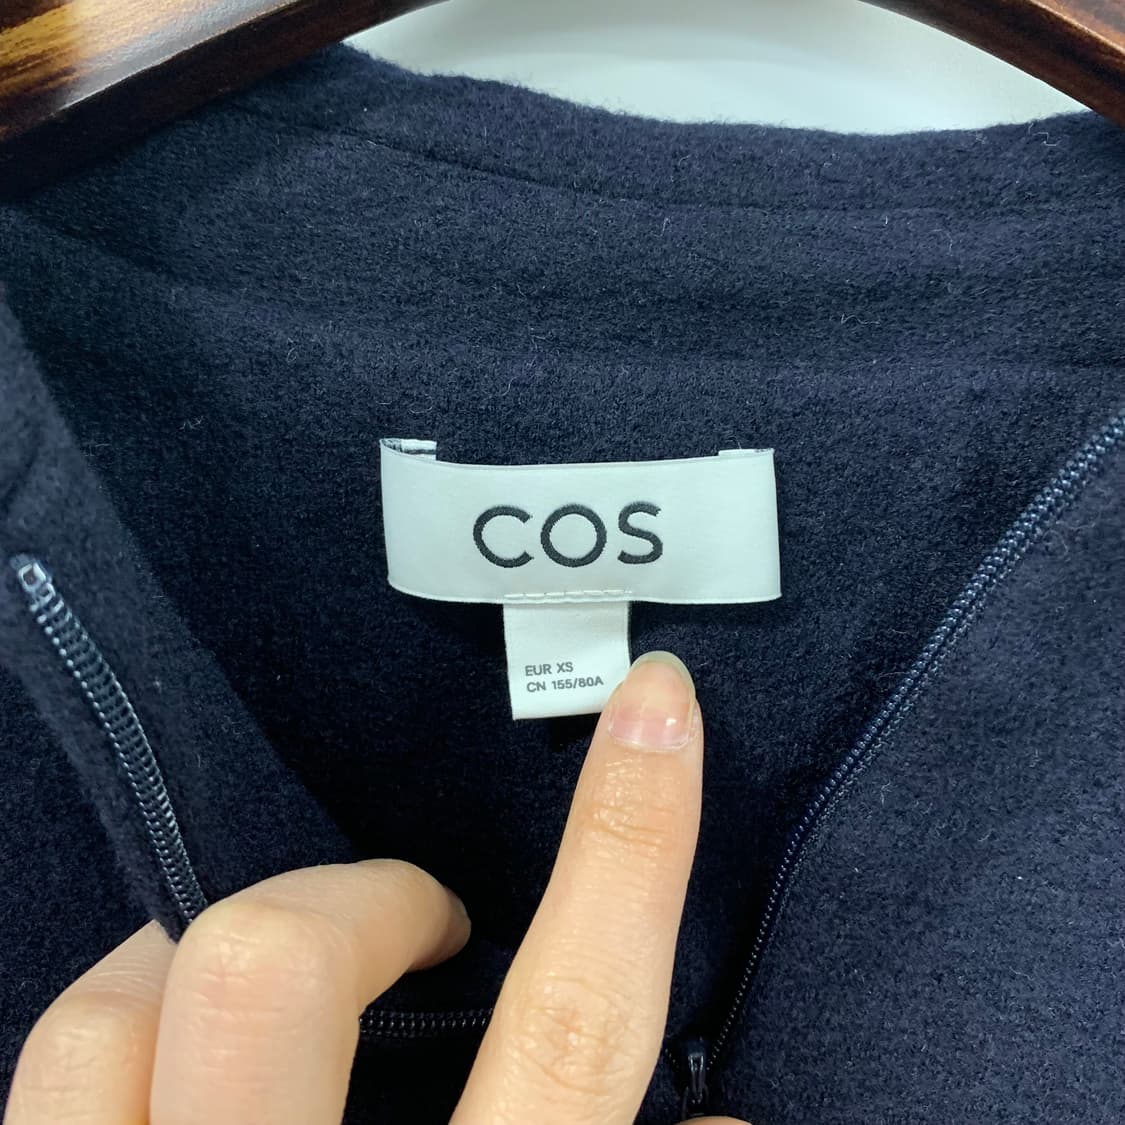 COS
EUR XS
CN 155/80A